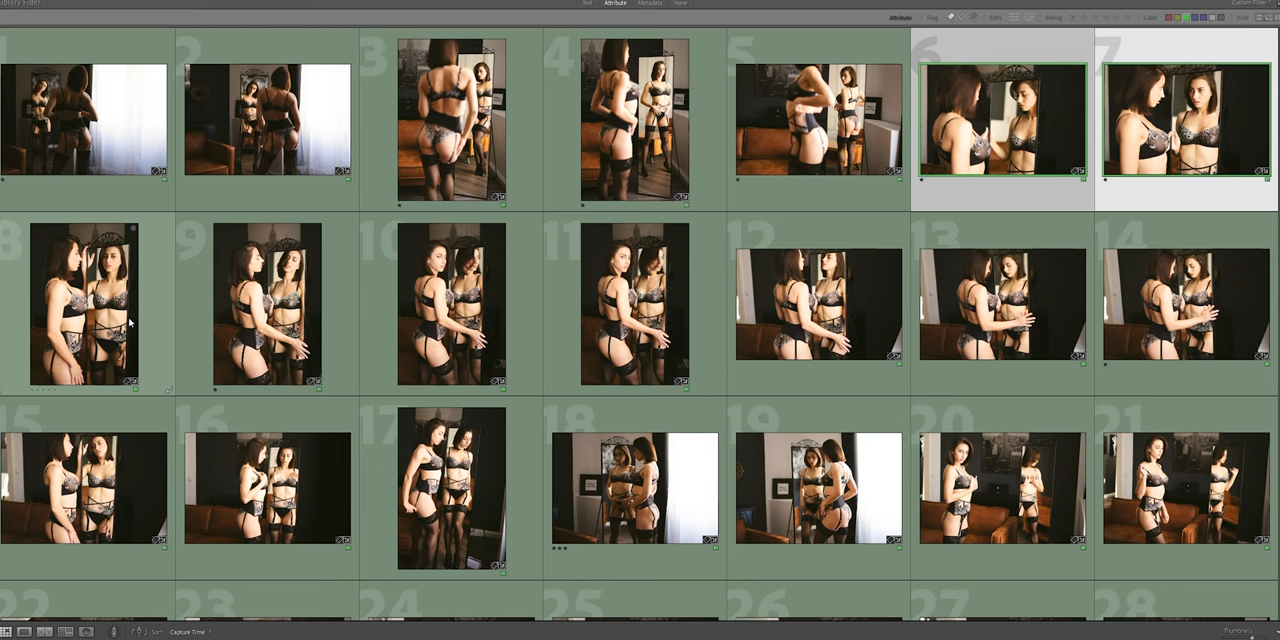 Library Filter
Text Attribute Metadata None
Custom Filter
Attribute Flag Edits Rating Color Kind
1 2 3 4 5 6 7
8 9 10 11 12 13 14
15 16 17 18 19 20 21
22 23 24 25 26 27 28
Sort: Capture Time
Thumbnails